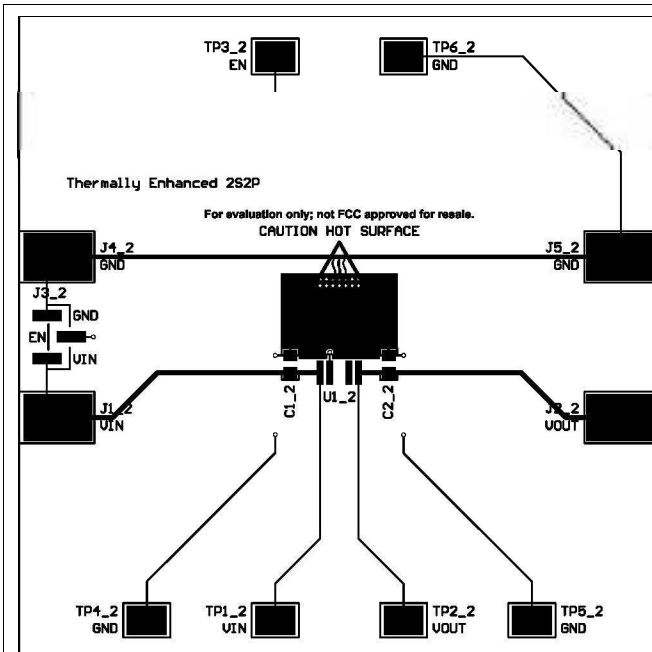 TP3_2
EN
TP6_2
GND
Thermally Enhanced 2S2P
For evaluation only; not FCC approved for resale.
CAUTION HOT SURFACE
J4_2
GND
J5_2
GND
J3_2
GND
EN
VIN
J1_2
VIN
C1_2
U1_2
C2_2
J2_2
VOUT
TP4_2
GND
TP1_2
VIN
TP2_2
VOUT
TP5_2
GND